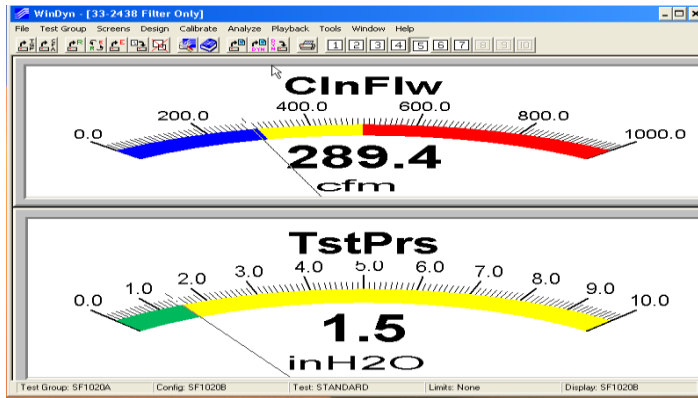 WinDyn - [33-2438 Filter Only]
File Test Group Screens Design Calibrate Analyze Playback Tools Window Help
1 2 3 4 5 6 7 8 9 10
ClnFlw
0.0 200.0 400.0 600.0 800.0 1000.0
289.4
cfm
TstPrs
0.0 1.0 2.0 3.0 4.0 5.0 6.0 7.0 8.0 9.0 10.0
1.5
inH2O
Test Group: SF1020A Config: SF1020B Test: STANDARD Limits: None Display: SF1020B